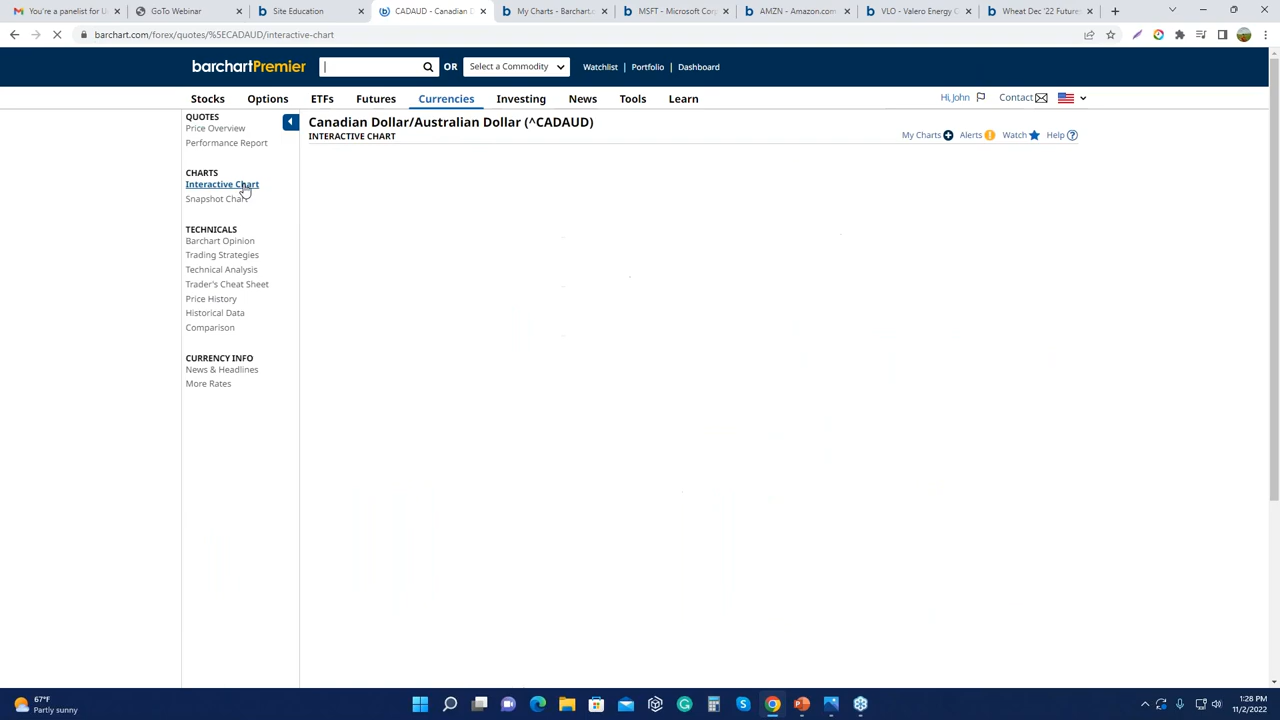 You're a panelist for Up
GoTo Webinar
Site Education
CADAUD - Canadian D
My Charts - Barchart.c
MSFT - Microsoft Corp
AMZN - Amazon.com
VLO - Valero Energy C
Wheat Dec '22 Futures
barchart.com/forex/quotes/%5ECADAUD/interactive-chart
barchartPremier
OR
Select a Commodity
Watchlist | Portfolio | Dashboard
Stocks Options ETFs Futures Currencies Investing News Tools Learn
Hi, John
Contact
QUOTES
Price Overview
Performance Report
CHARTS
Interactive Chart
Snapshot Chart
TECHNICALS
Barchart Opinion
Trading Strategies
Technical Analysis
Trader's Cheat Sheet
Price History
Historical Data
Comparison
CURRENCY INFO
News & Headlines
More Rates
Canadian Dollar/Australian Dollar (^CADAUD)
INTERACTIVE CHART
My Charts Alerts Watch Help
67°F
Partly sunny
1:28 PM
11/2/2022